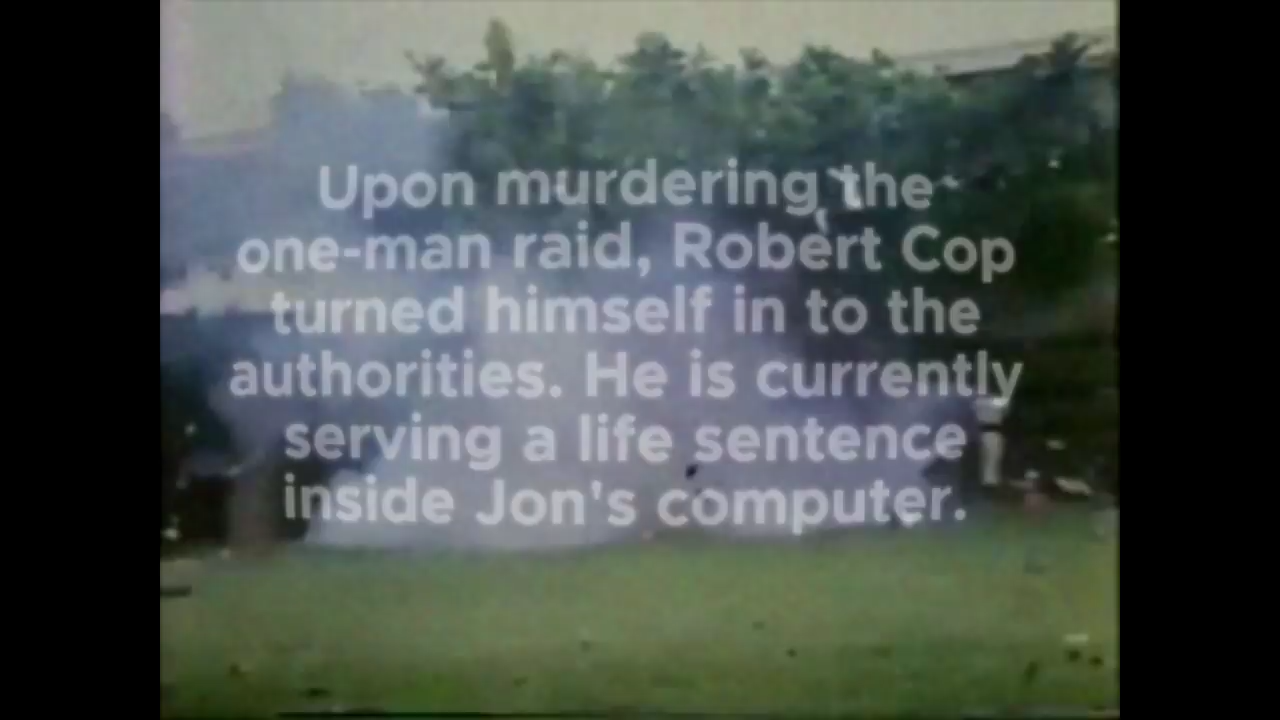 Upon murdering the
one-man raid, Robert Cop
turned himself in to the
authorities. He is currently
serving a life sentence
inside Jon's computer.